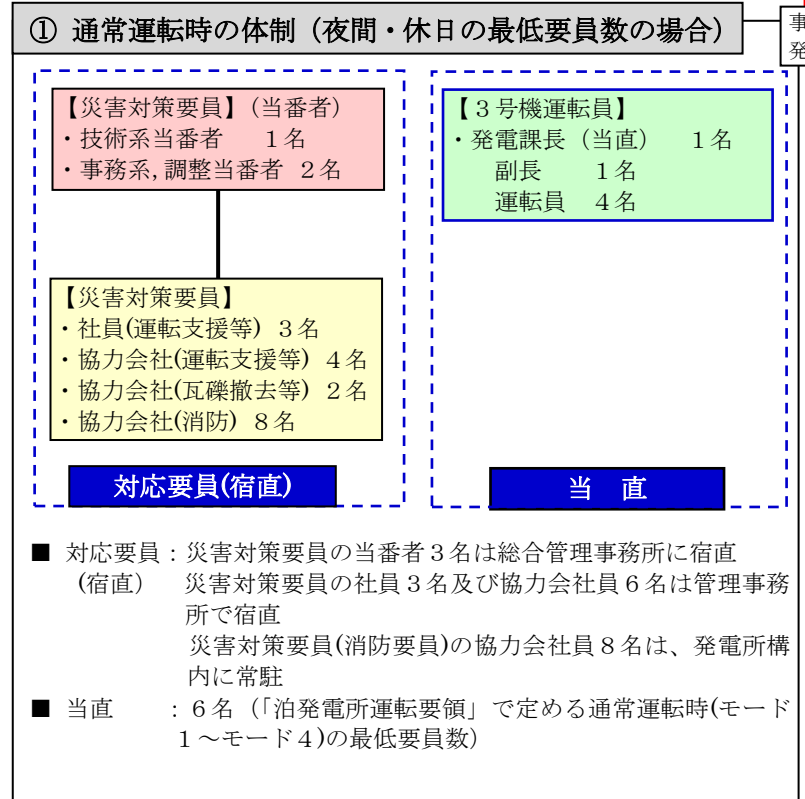 ① 通常運転時の体制（夜間・休日の最低要員数の場合）
事
発
【災害対策要員】(当番者)
・技術系当番者　　１名
・事務系,調整当番者　２名
【災害対策要員】
・社員(運転支援等)　３名
・協力会社(運転支援等)　４名
・協力会社(瓦礫撤去等)　２名
・協力会社(消防)　８名
対応要員(宿直)
【３号機運転員】
・発電課長（当直）　　１名
副長　　　１名
運転員　４名
当　直
■ 対応要員：災害対策要員の当番者３名は総合管理事務所に宿直
(宿直)　　災害対策要員の社員３名及び協力会社員６名は管理事務
所で宿直
災害対策要員(消防要員)の協力会社員８名は、発電所構
内に常駐
■ 当直　　：６名（「泊発電所運転要領」で定める通常運転時(モード
１～モード４)の最低要員数）